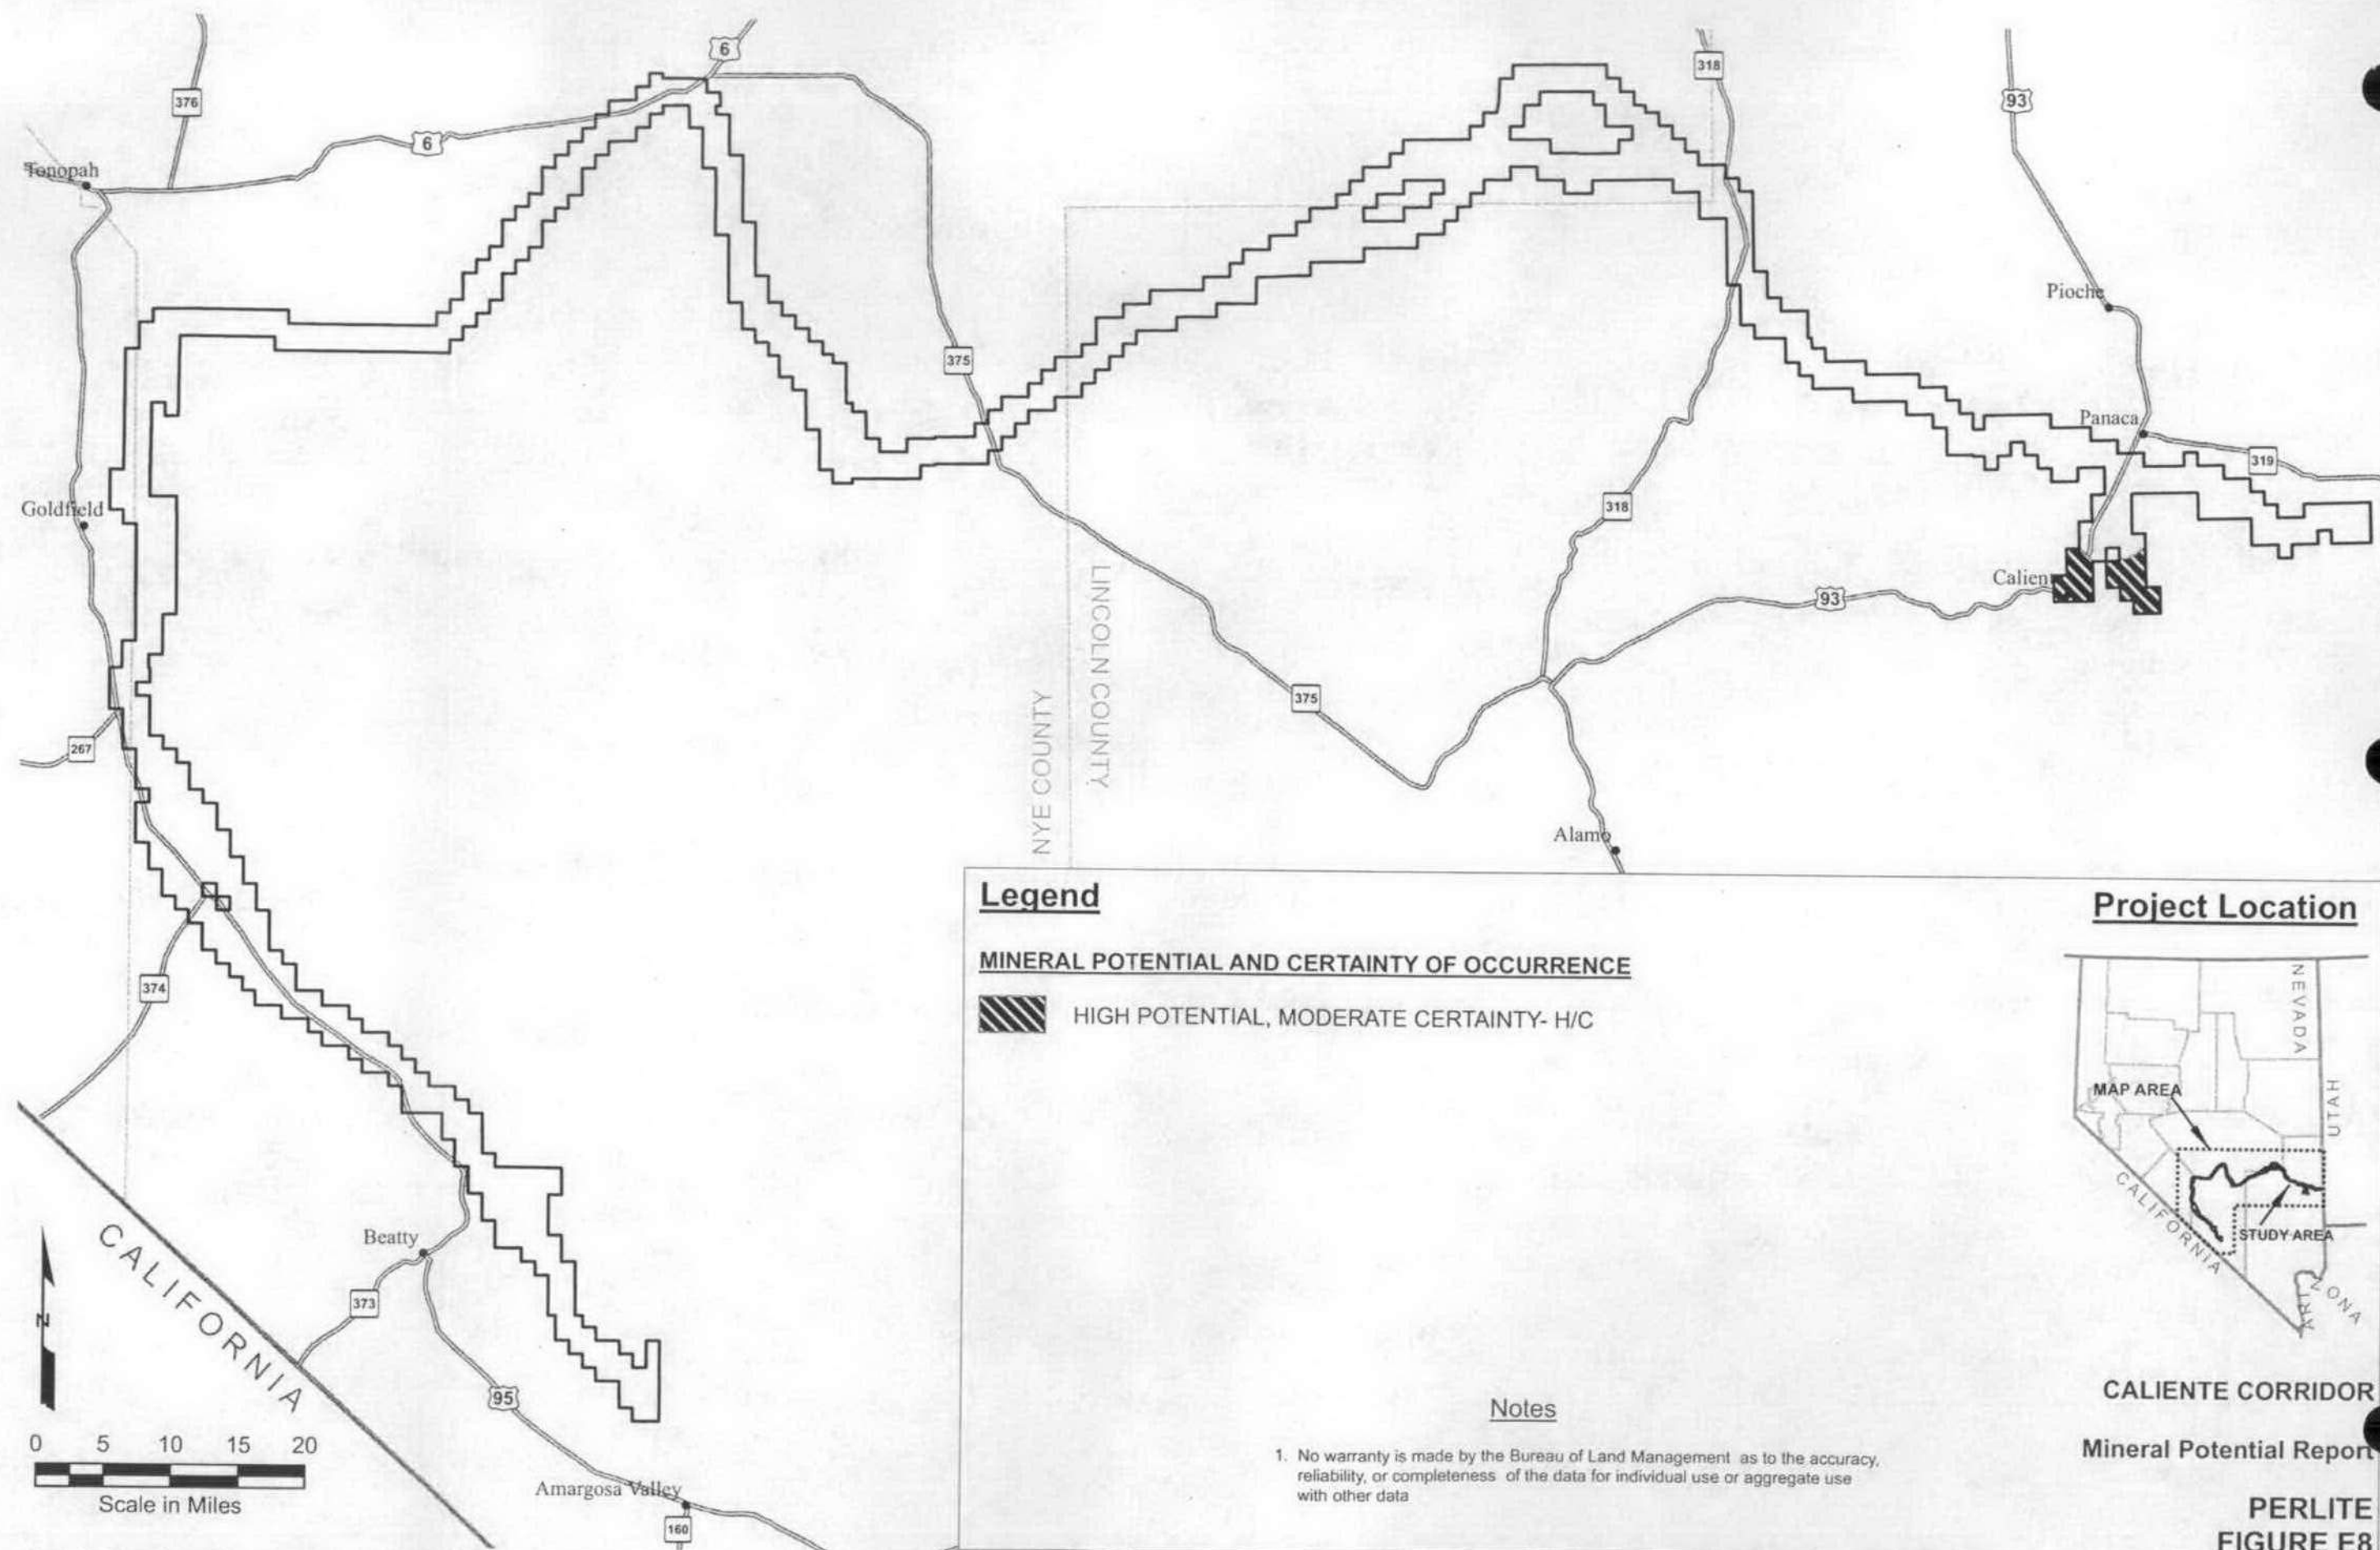 6
318
93
376
6
Tonopah
Pioche
375
Panaca
319
Goldfield
318
Calien
93
LINCOLN COUNTY
NYE COUNTY
375
267
Alamo
374
Legend
MINERAL POTENTIAL AND CERTAINTY OF OCCURRENCE
HIGH POTENTIAL, MODERATE CERTAINTY- H/C
Project Location
NEVADA
UTAH
MAP AREA
CALIFORNIA
STUDY AREA
ARIZONA
CALIFORNIA
Beatty
373
95
N
0 5 10 15 20
Scale in Miles
Amargosa Valley
160
Notes
1. No warranty is made by the Bureau of Land Management as to the accuracy,
reliability, or completeness of the data for individual use or aggregate use
with other data
CALIENTE CORRIDOR
Mineral Potential Report
PERLITE
FIGURE E8